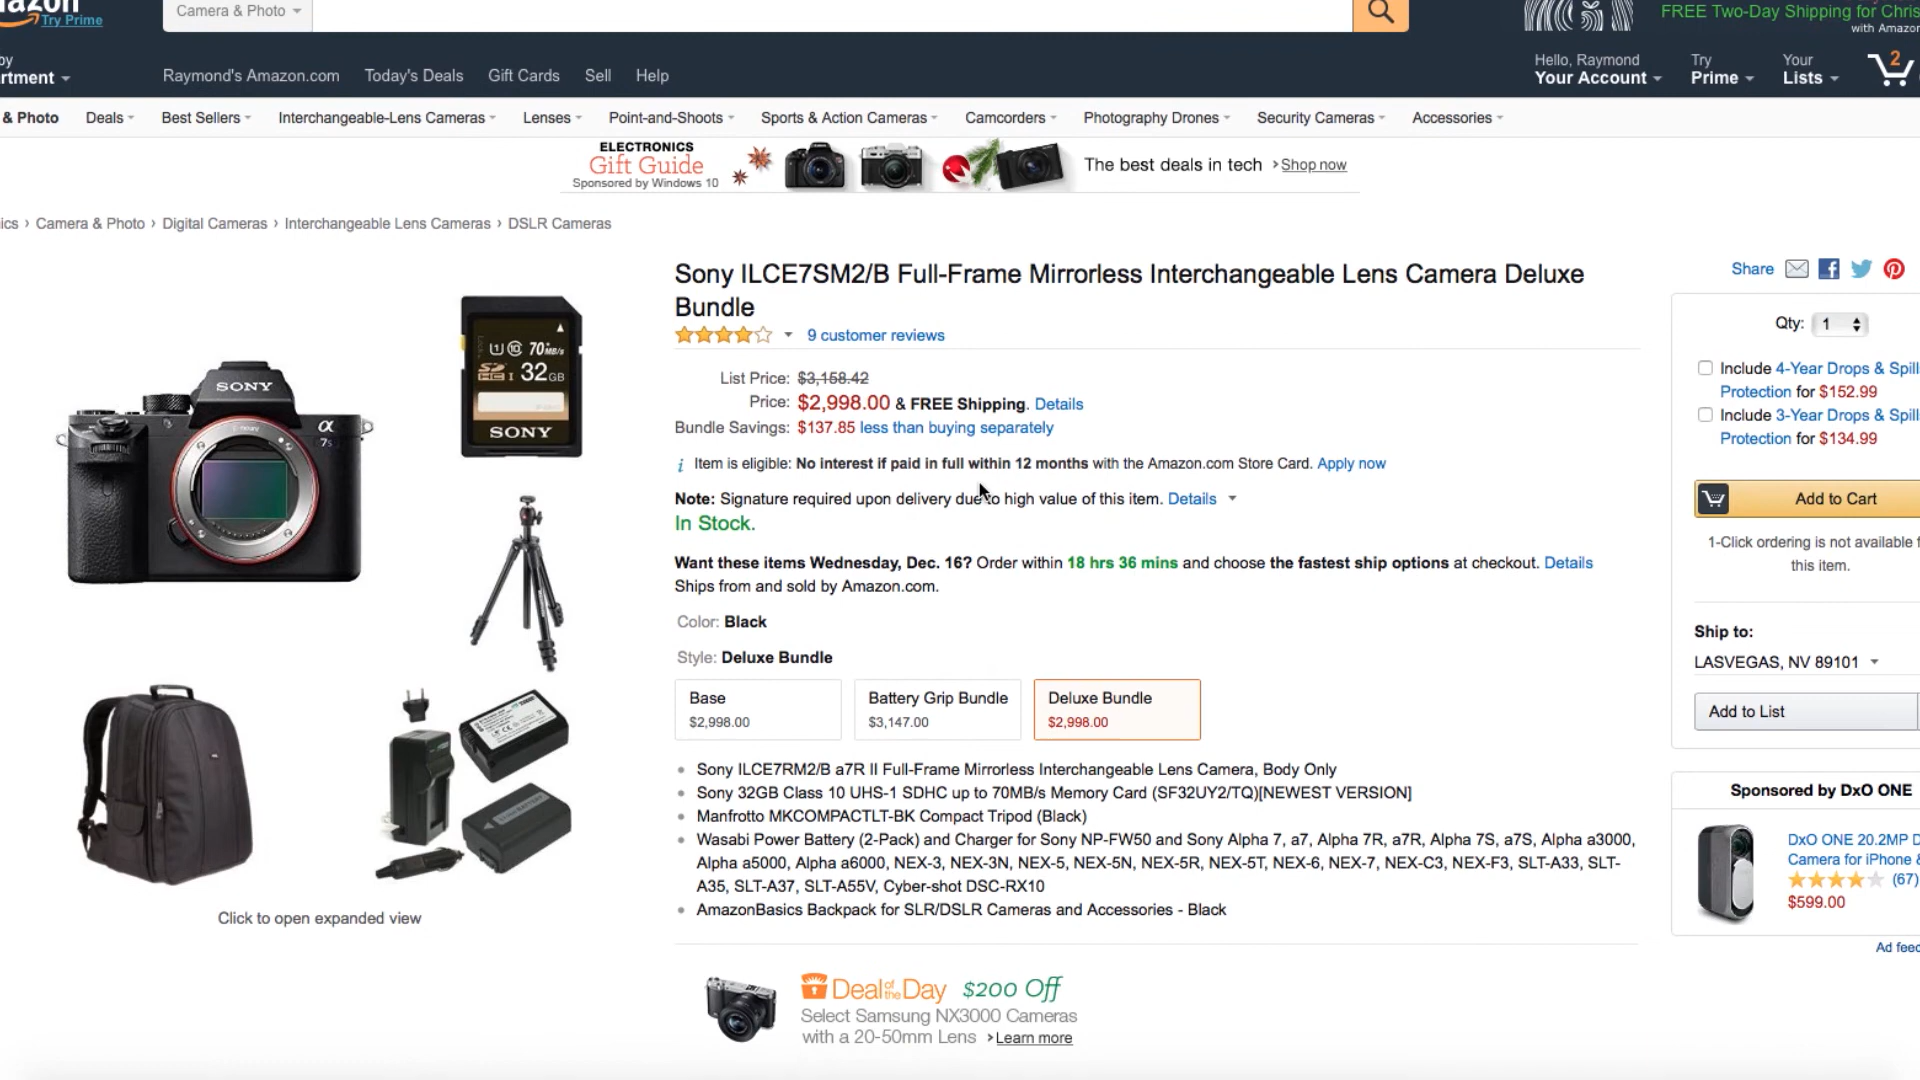 azon
Try Prime
Camera & Photo
FREE Two-Day Shipping for Chris
with Amazon
by
rtment
Raymond's Amazon.com
Today's Deals
Gift Cards
Sell
Help
Hello, Raymond
Your Account
Try
Prime
Your
Lists
2
& Photo
Deals
Best Sellers
Interchangeable-Lens Cameras
Lenses
Point-and-Shoots
Sports & Action Cameras
Camcorders
Photography Drones
Security Cameras
Accessories
ELECTRONICS
Gift Guide
Sponsored by Windows 10
The best deals in tech › Shop now
ics › Camera & Photo › Digital Cameras › Interchangeable Lens Cameras › DSLR Cameras
Sony ILCE7SM2/B Full-Frame Mirrorless Interchangeable Lens Camera Deluxe
Bundle
9 customer reviews
List Price: $3,158.42
Price: $2,998.00 & FREE Shipping. Details
Bundle Savings: $137.85 less than buying separately
i Item is eligible: No interest if paid in full within 12 months with the Amazon.com Store Card. Apply now
Note: Signature required upon delivery due to high value of this item. Details
In Stock.
Want these items Wednesday, Dec. 16? Order within 18 hrs 36 mins and choose the fastest ship options at checkout. Details
Ships from and sold by Amazon.com.
Color: Black
Style: Deluxe Bundle
Base
$2,998.00
Battery Grip Bundle
$3,147.00
Deluxe Bundle
$2,998.00
• Sony ILCE7RM2/B a7R II Full-Frame Mirrorless Interchangeable Lens Camera, Body Only
• Sony 32GB Class 10 UHS-1 SDHC up to 70MB/s Memory Card (SF32UY2/TQ)[NEWEST VERSION]
• Manfrotto MKCOMPACTLT-BK Compact Tripod (Black)
• Wasabi Power Battery (2-Pack) and Charger for Sony NP-FW50 and Sony Alpha 7, a7, Alpha 7R, a7R, Alpha 7S, a7S, Alpha a3000,
Alpha a5000, Alpha a6000, NEX-3, NEX-3N, NEX-5, NEX-5N, NEX-5R, NEX-5T, NEX-6, NEX-7, NEX-C3, NEX-F3, SLT-A33, SLT-
A35, SLT-A37, SLT-A55V, Cyber-shot DSC-RX10
• AmazonBasics Backpack for SLR/DSLR Cameras and Accessories - Black
SONY
α
7s
70MB/s
SD HC I 32GB
SONY
Click to open expanded view
Deal of the Day $200 Off
Select Samsung NX3000 Cameras
with a 20-50mm Lens › Learn more
Share
Qty: 1
Include 4-Year Drops & Spill
Protection for $152.99
Include 3-Year Drops & Spill
Protection for $134.99
Add to Cart
1-Click ordering is not available f
this item.
Ship to:
LASVEGAS, NV 89101
Add to List
Sponsored by DxO ONE
DxO ONE 20.2MP D
Camera for iPhone &
(67)
$599.00
Ad feed